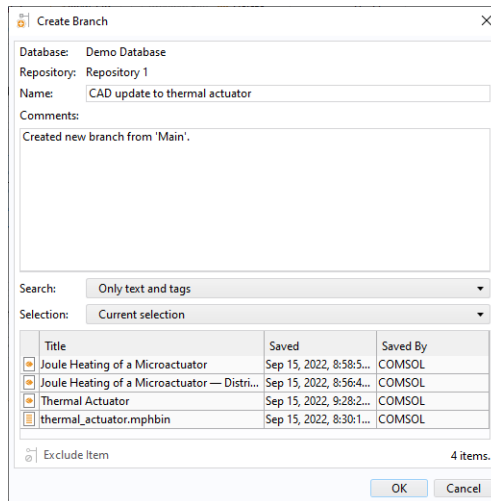 Create Branch
Database: Demo Database
Repository: Repository 1
Name: CAD update to thermal actuator
Comments:
Created new branch from 'Main'.
Search: Only text and tags
Selection: Current selection
Title Saved Saved By
Joule Heating of a Microactuator Sep 15, 2022, 8:58:5... COMSOL
Joule Heating of a Microactuator — Distri... Sep 15, 2022, 8:56:4... COMSOL
Thermal Actuator Sep 15, 2022, 9:28:2... COMSOL
thermal_actuator.mphbin Sep 15, 2022, 8:30:1... COMSOL
Exclude Item 4 items.
OK Cancel